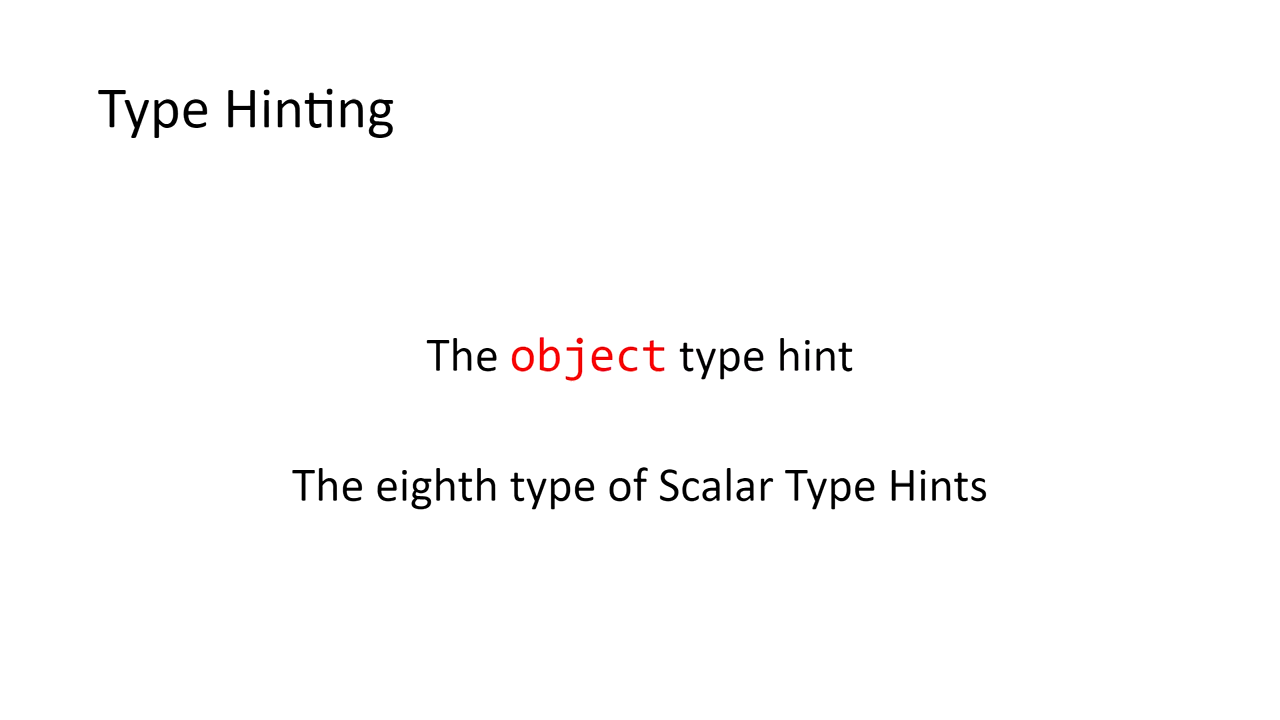 Type Hinting
The object type hint
The eighth type of Scalar Type Hints